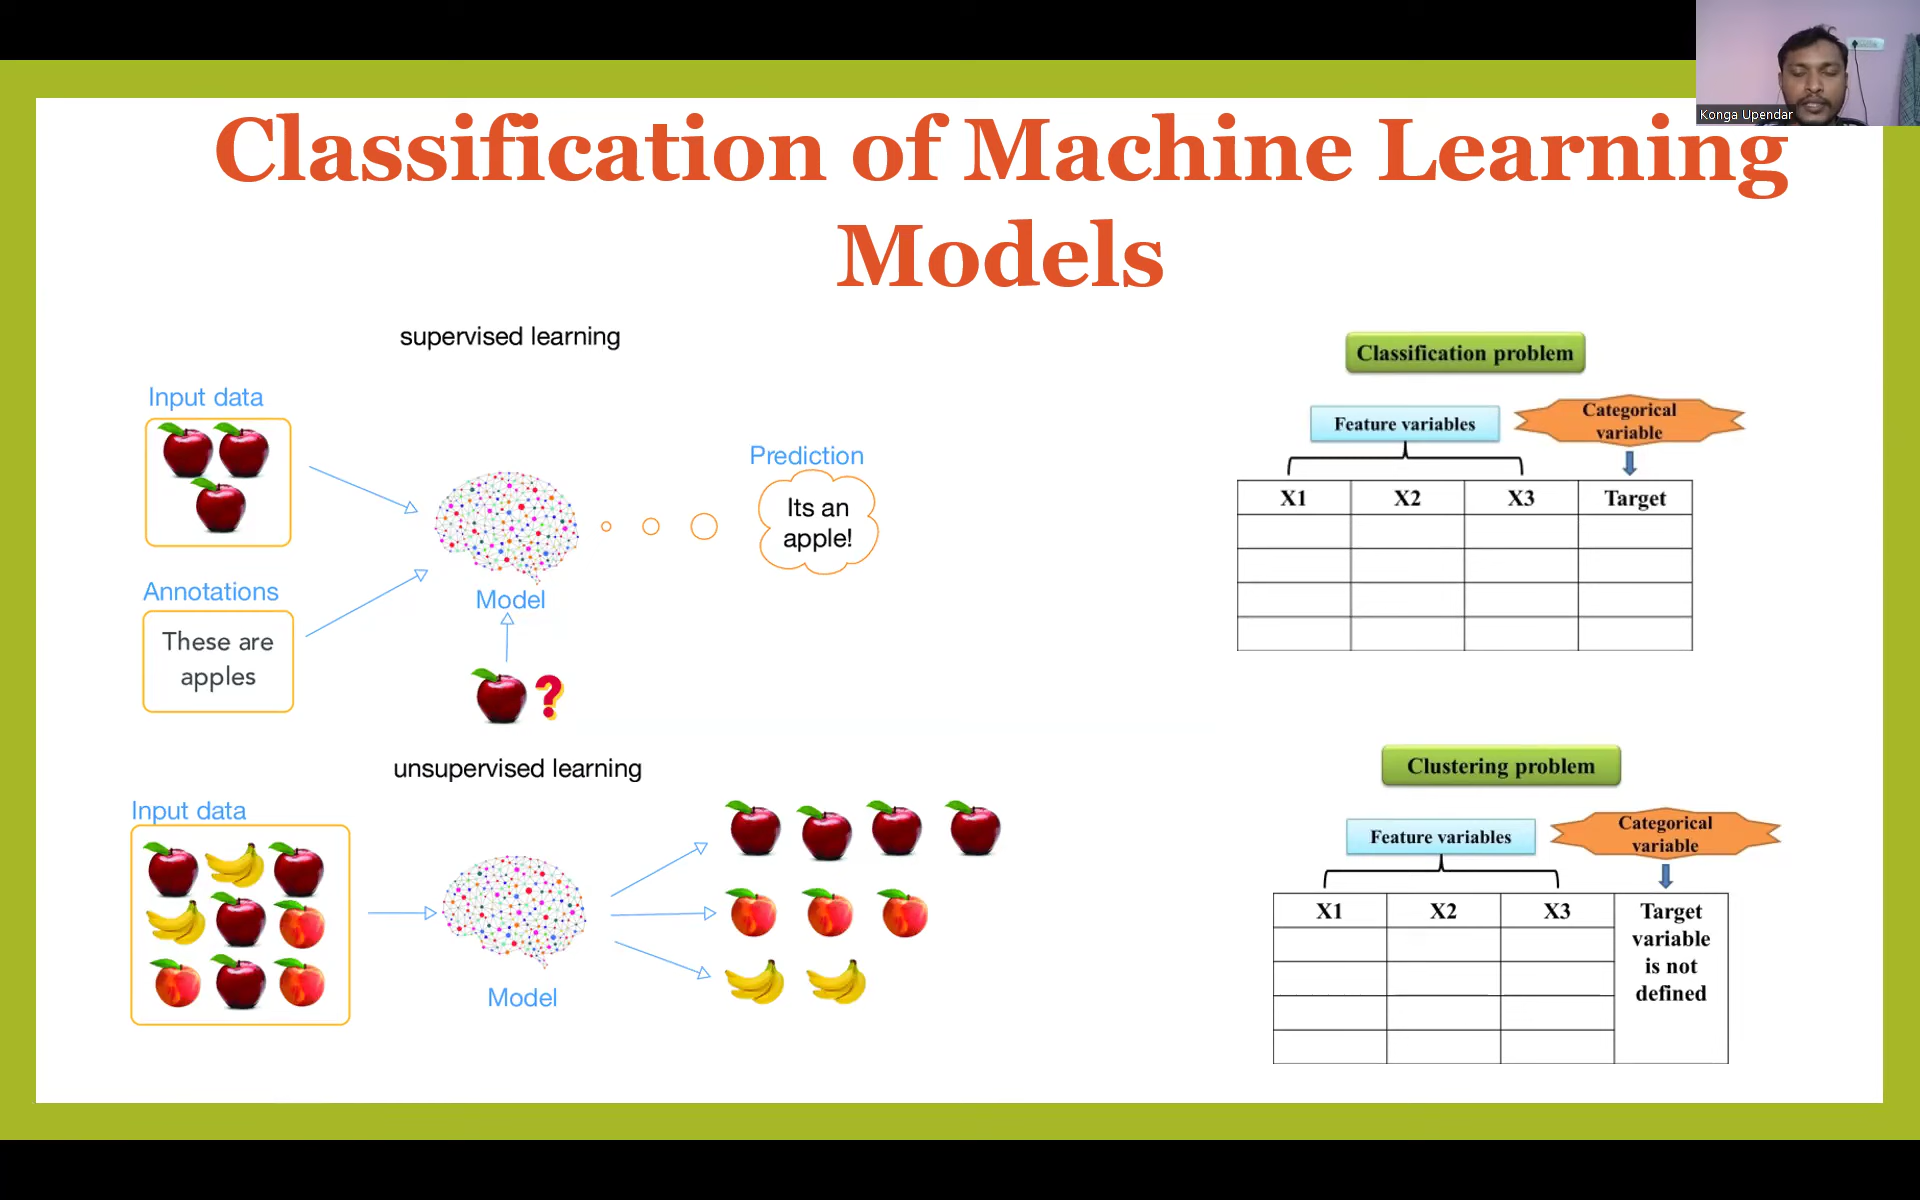 Konga Upendar
Classification of Machine Learning
Models
supervised learning
Input data
Annotations
These are
apples
Model
?
Prediction
Its an
apple!
Classification problem
Feature variables
Categorical
variable
X1 X2 X3 Target
unsupervised learning
Input data
Model
Clustering problem
Feature variables
Categorical
variable
X1 X2 X3 Target
variable
is not
defined